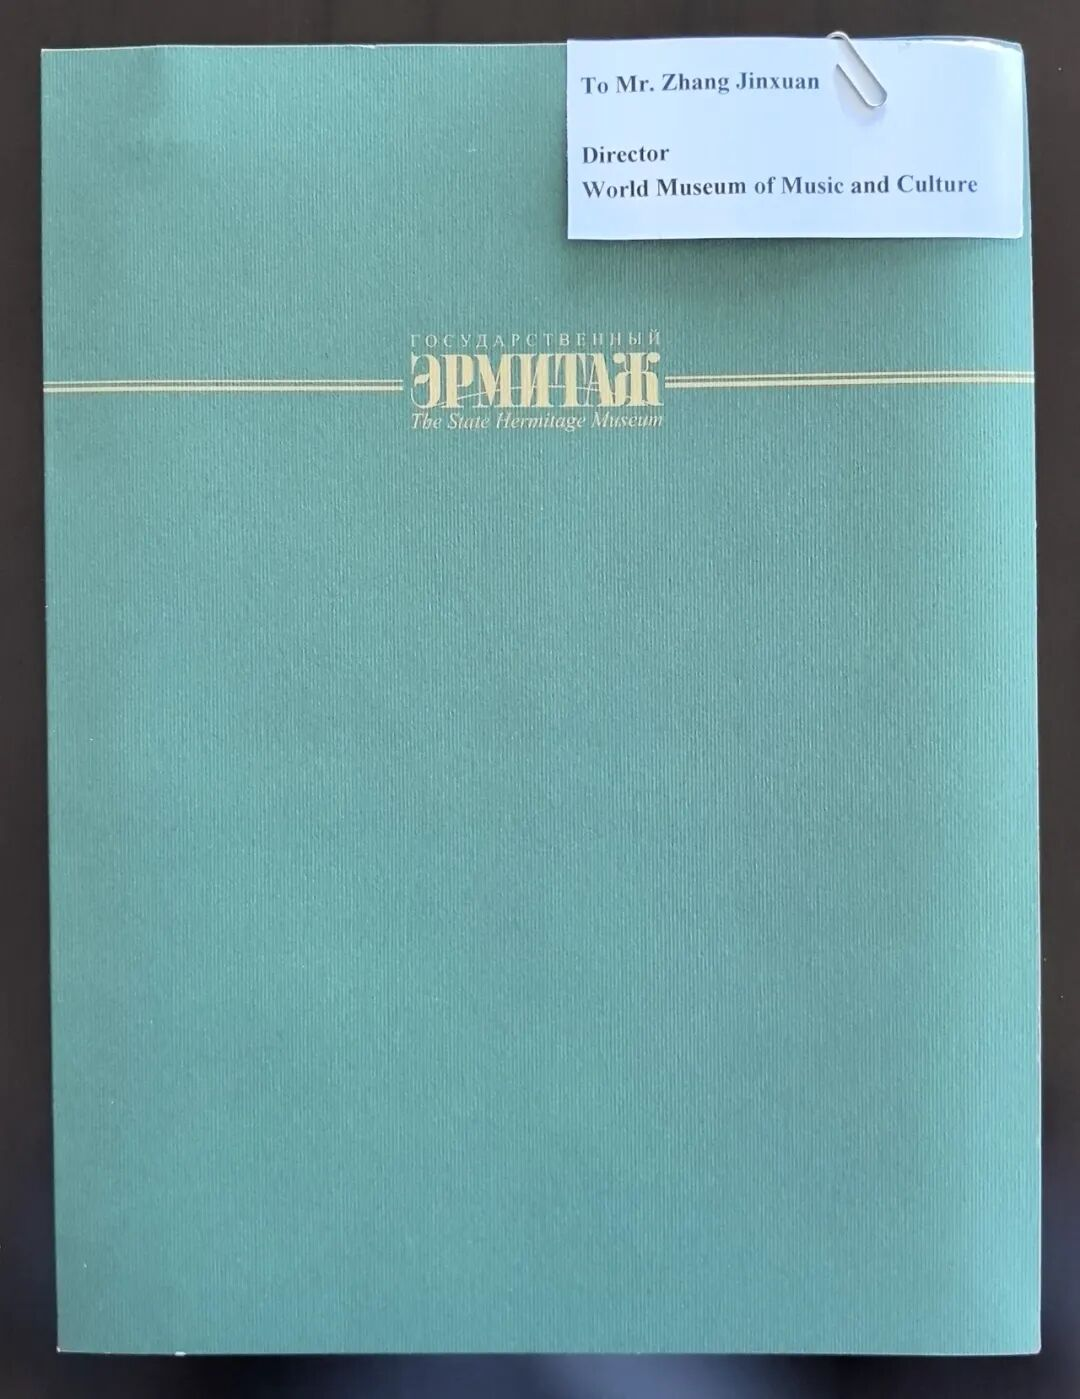 To Mr. Zhang Jinxuan
Director
World Museum of Music and Culture
ГОСУДАРСТВЕННЫЙ
ЭРМИТАЖ
The State Hermitage Museum